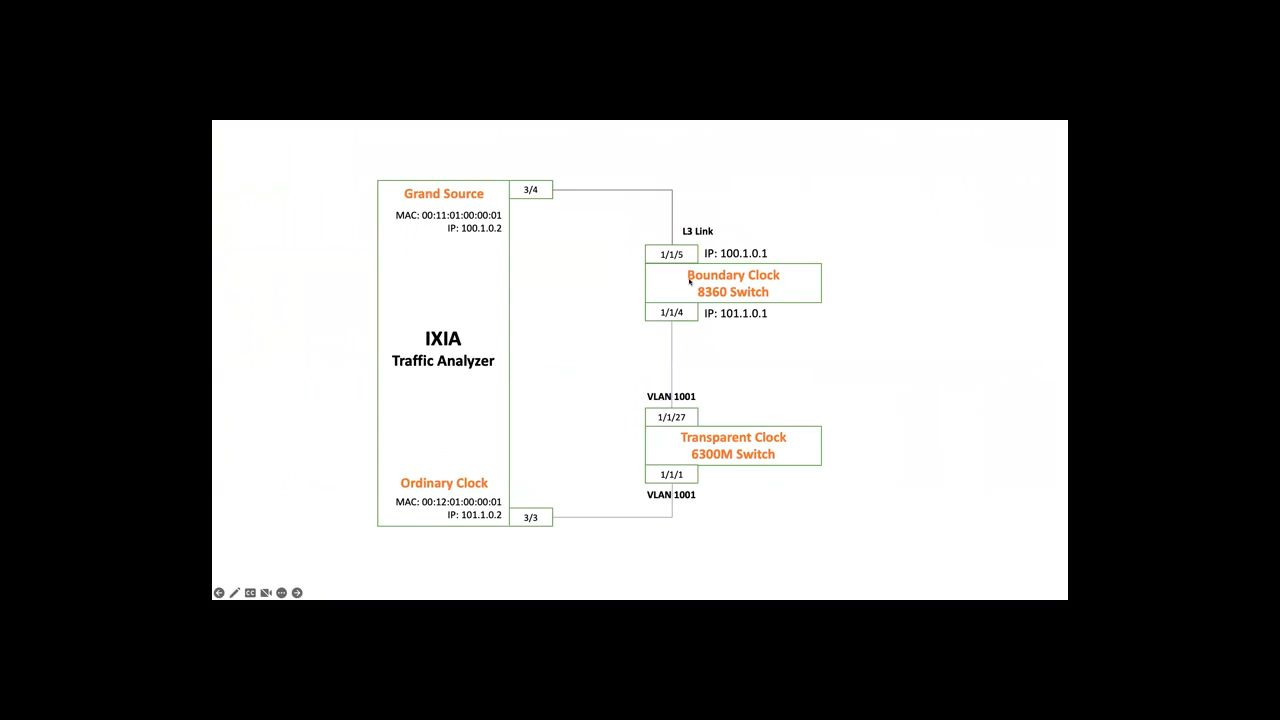 Grand Source
3/4
MAC: 00:11:01:00:00:01
IP: 100.1.0.2
L3 Link
1/1/5
IP: 100.1.0.1
Boundary Clock
8360 Switch
1/1/4
IP: 101.1.0.1
IXIA
Traffic Analyzer
VLAN 1001
1/1/27
Transparent Clock
6300M Switch
1/1/1
VLAN 1001
Ordinary Clock
MAC: 00:12:01:00:00:01
IP: 101.1.0.2
3/3
CC